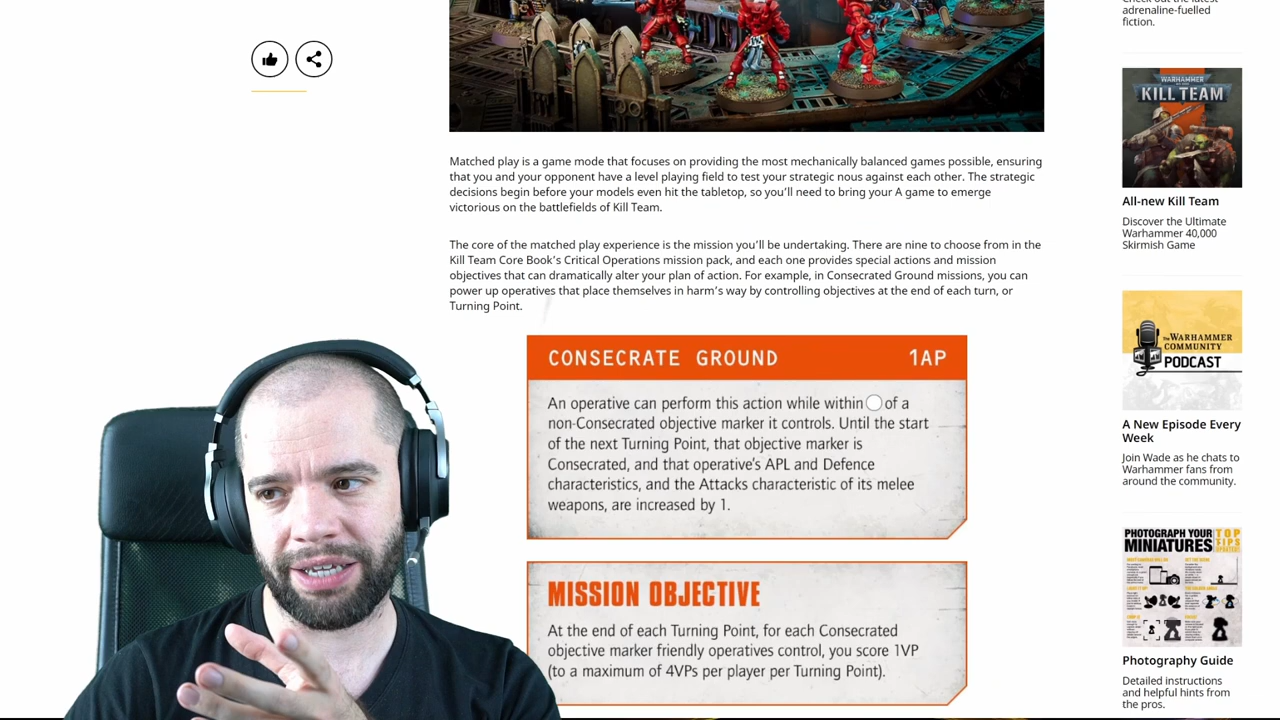 adrenaline-fuelled
fiction.
WARHAMMER
KILL TEAM
All-new Kill Team
Discover the Ultimate
Warhammer 40,000
Skirmish Game
Matched play is a game mode that focuses on providing the most mechanically balanced games possible, ensuring
that you and your opponent have a level playing field to test your strategic nous against each other. The strategic
decisions begin before your models even hit the tabletop, so you'll need to bring your A game to emerge
victorious on the battlefields of Kill Team.
The core of the matched play experience is the mission you'll be undertaking. There are nine to choose from in the
Kill Team Core Book's Critical Operations mission pack, and each one provides special actions and mission
objectives that can dramatically alter your plan of action. For example, in Consecrated Ground missions, you can
power up operatives that place themselves in harm's way by controlling objectives at the end of each turn, or
Turning Point.
CONSECRATE GROUND 1AP
An operative can perform this action while within of a
non-Consecrated objective marker it controls. Until the start
of the next Turning Point, that objective marker is
Consecrated, and that operative's APL and Defence
characteristics, and the Attacks characteristic of its melee
weapons, are increased by 1.
MISSION OBJECTIVE
At the end of each Turning Point, for each Consecrated
objective marker friendly operatives control, you score 1VP
(to a maximum of 4VPs per player per Turning Point).
The WARHAMMER
COMMUNITY
PODCAST
A New Episode Every
Week
Join Wade as he chats to
Warhammer fans from
around the community.
PHOTOGRAPH YOUR
MINIATURES
TOP
TIPS
Photography Guide
Detailed instructions
and helpful hints from
the pros.